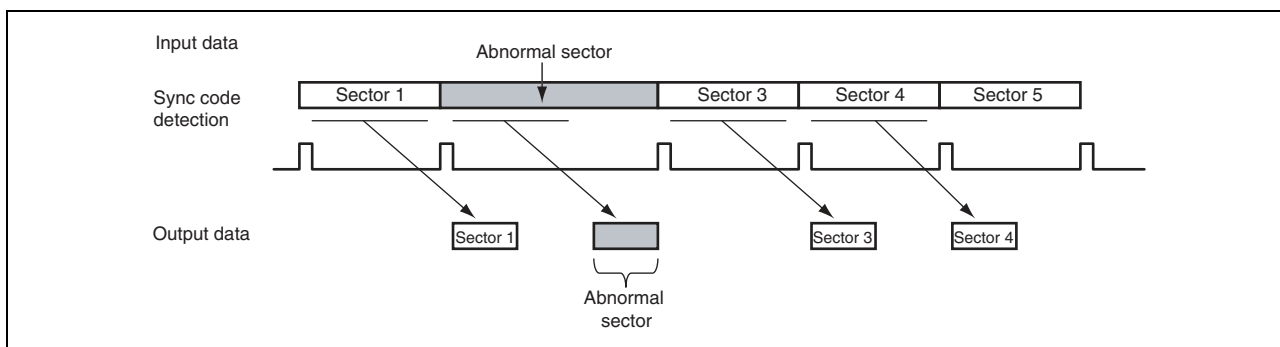 Input data
Abnormal sector
Sync code
detection
Sector 1
Sector 3
Sector 4
Sector 5
Output data
Sector 1
Sector 3
Sector 4
Abnormal
sector